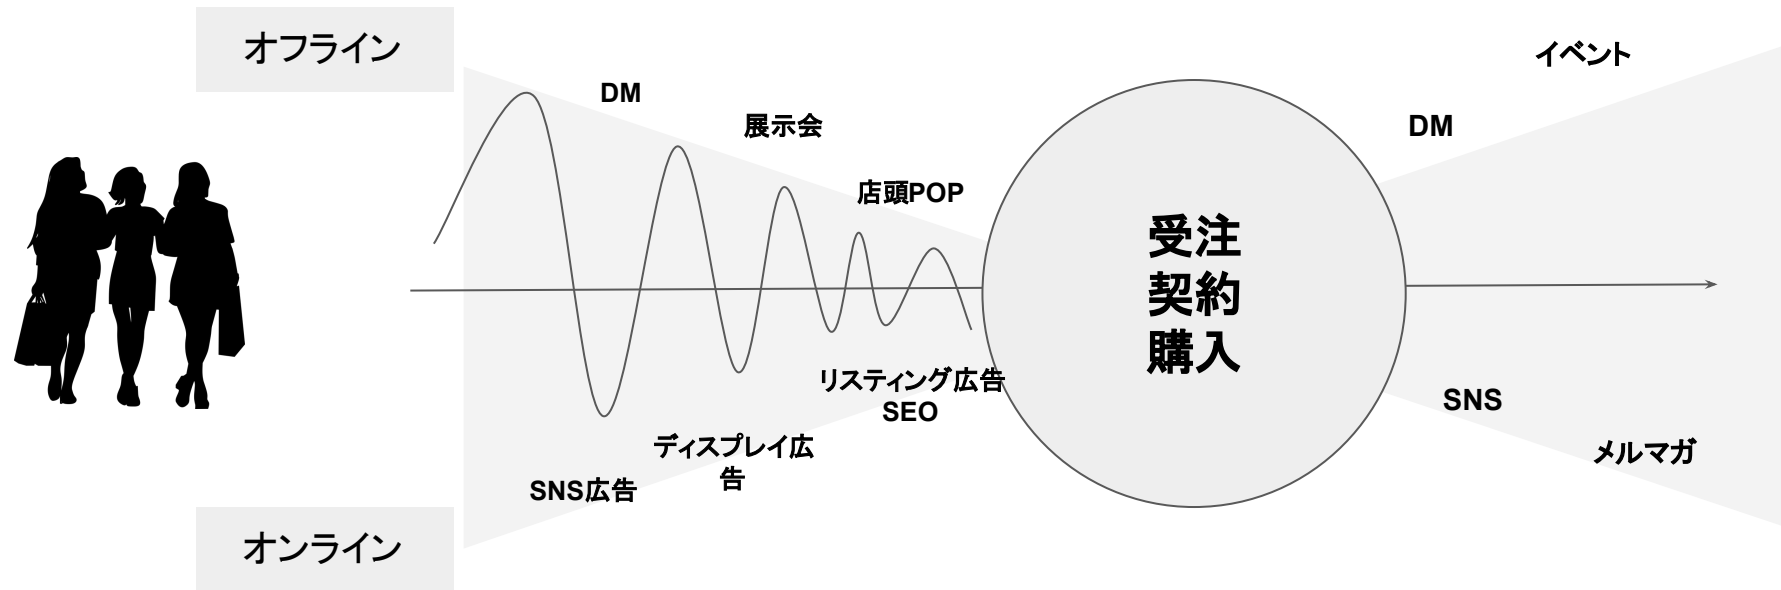 オフライン
DM
展示会
店頭POP
イベント
DM
受注
契約
購入
リスティング広告
SEO
ディスプレイ広
告
SNS広告
SNS
メルマガ
オンライン